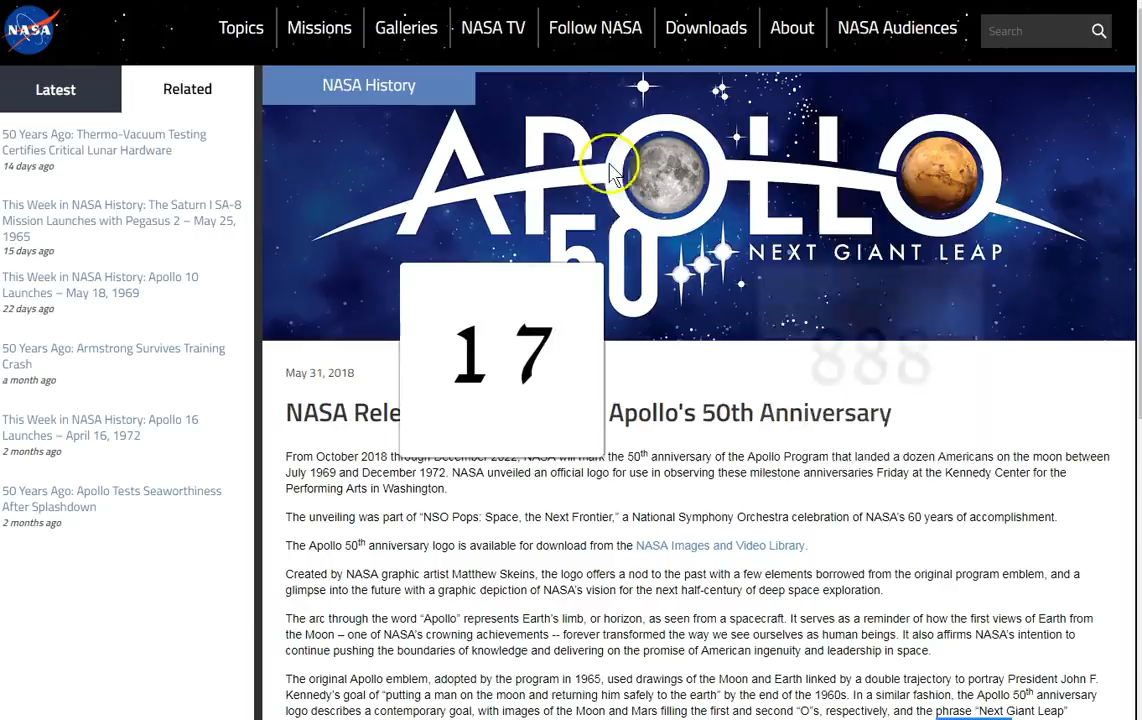 NASA
Topics
Missions
Galleries
NASA TV
Follow NASA
Downloads
About
NASA Audiences
Search
Latest
Related
50 Years Ago: Thermo-Vacuum Testing
Certifies Critical Lunar Hardware
14 days ago
This Week in NASA History: The Saturn I SA-8
Mission Launches with Pegasus 2 – May 25,
1965
15 days ago
This Week in NASA History: Apollo 10
Launches – May 18, 1969
22 days ago
50 Years Ago: Armstrong Survives Training
Crash
a month ago
This Week in NASA History: Apollo 16
Launches – April 16, 1972
2 months ago
50 Years Ago: Apollo Tests Seaworthiness
After Splashdown
2 months ago
NASA History
APOLLO
50
NEXT GIANT LEAP
17
888
May 31, 2018
NASA Rele Apollo's 50th Anniversary
From October 2018 through December 2022, NASA will mark the 50th anniversary of the Apollo Program that landed a dozen Americans on the moon between
July 1969 and December 1972. NASA unveiled an official logo for use in observing these milestone anniversaries Friday at the Kennedy Center for the
Performing Arts in Washington.
The unveiling was part of “NSO Pops: Space, the Next Frontier,” a National Symphony Orchestra celebration of NASA’s 60 years of accomplishment.
The Apollo 50th anniversary logo is available for download from the NASA Images and Video Library.
Created by NASA graphic artist Matthew Skeins, the logo offers a nod to the past with a few elements borrowed from the original program emblem, and a
glimpse into the future with a graphic depiction of NASA’s vision for the next half-century of deep space exploration.
The arc through the word “Apollo” represents Earth’s limb, or horizon, as seen from a spacecraft. It serves as a reminder of how the first views of Earth from
the Moon – one of NASA’s crowning achievements -- forever transformed the way we see ourselves as human beings. It also affirms NASA’s intention to
continue pushing the boundaries of knowledge and delivering on the promise of American ingenuity and leadership in space.
The original Apollo emblem, adopted by the program in 1965, used drawings of the Moon and Earth linked by a double trajectory to portray President John F.
Kennedy’s goal of “putting a man on the moon and returning him safely to the earth” by the end of the 1960s. In a similar fashion, the Apollo 50th anniversary
logo describes a contemporary goal, with images of the Moon and Mars filling the first and second “O”s, respectively, and the phrase “Next Giant Leap”